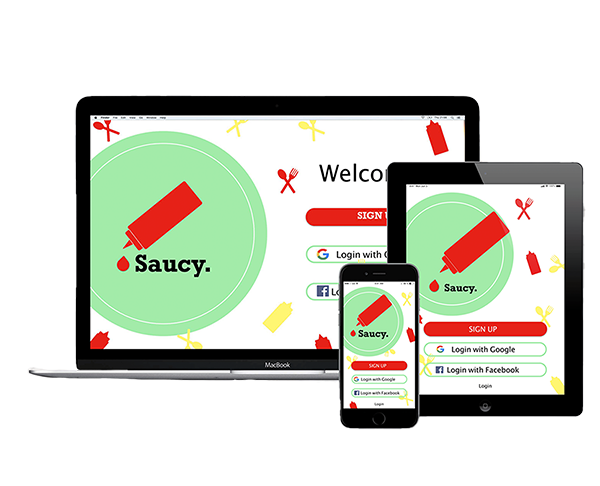 Welco
SIGN
Login with
Lo
Saucy.
MacBook
Saucy.
SIGN UP
Login with Google
Login with Facebook
Login
Saucy.
SIGN UP
Login with Google
Login with Facebook
Login